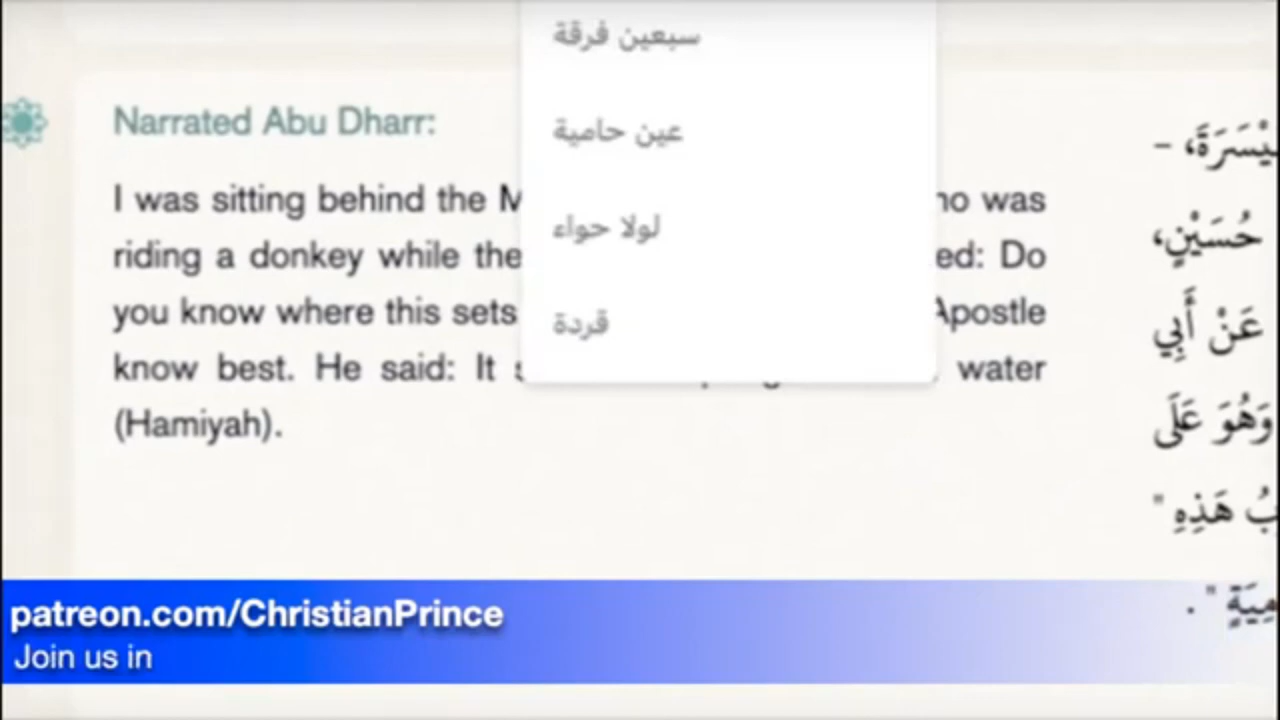 سبعين فرقة
عين حامية
لولا حواء
قردة
Narrated Abu Dharr:
I was sitting behind the was
riding a donkey while the Do
you know where this sets Apostle
know best. He said: It water
(Hamiyah).
حُسَيْنٍ،
عَنْ أَبِي
وَهُوَ عَلَى
هَذِهِ "
patreon.com/ChristianPrince
Join us in